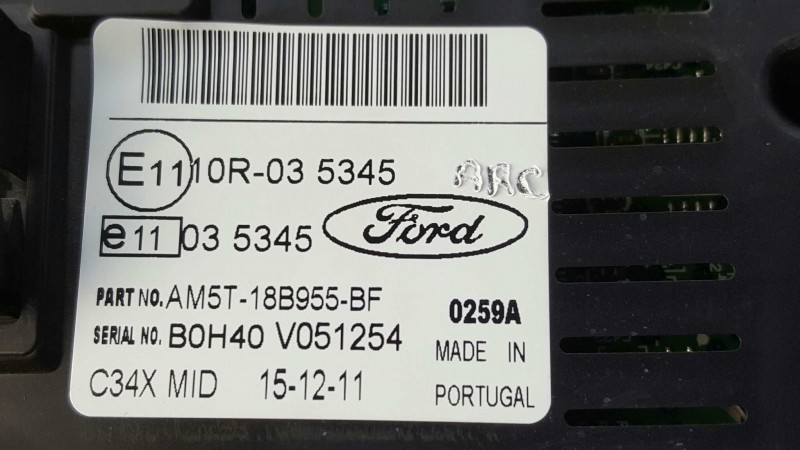 E11 10R-03 5345
e11 03 5345
Ford
PART NO. AM5T-18B955-BF
0259A
SERIAL NO. B0H40 V051254
MADE IN
C34X MID 15-12-11
PORTUGAL